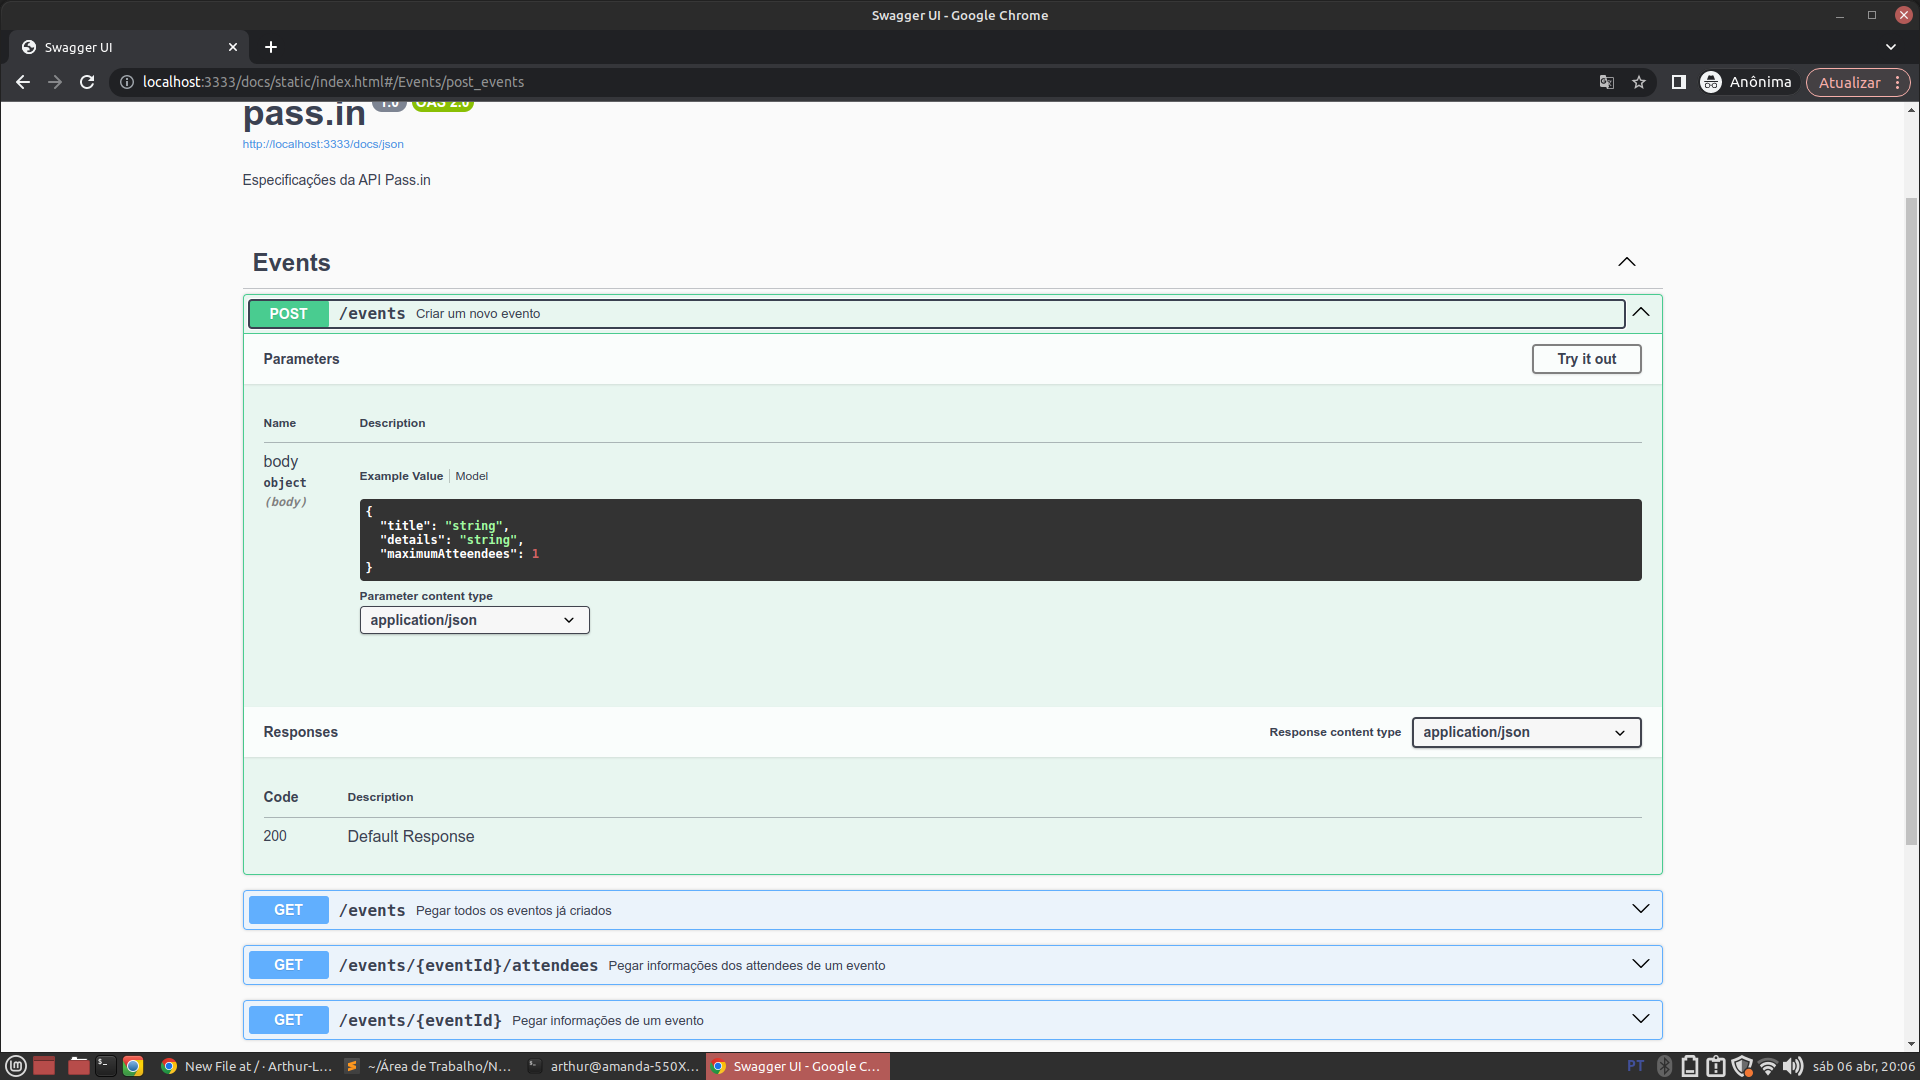 Swagger UI - Google Chrome
Swagger UI
localhost:3333/docs/static/index.html#/Events/post_events
Anônima
Atualizar
pass.in 1.0 OAS 2.0
http://localhost:3333/docs/json
Especificações da API Pass.in
Events
POST /events Criar um novo evento
Parameters
Try it out
Name Description
body
object
(body)
Example Value Model
{
"title": "string",
"details": "string",
"maximumAtteendees": 1
}
Parameter content type
application/json
Responses
Response content type
application/json
Code Description
200 Default Response
GET /events Pegar todos os eventos já criados
GET /events/{eventId}/attendees Pegar informações dos attendees de um evento
GET /events/{eventId} Pegar informações de um evento
New File at / · Arthur-L...
~/Área de Trabalho/N...
arthur@amanda-550X...
Swagger UI - Google C...
PT
sáb 06 abr, 20:06